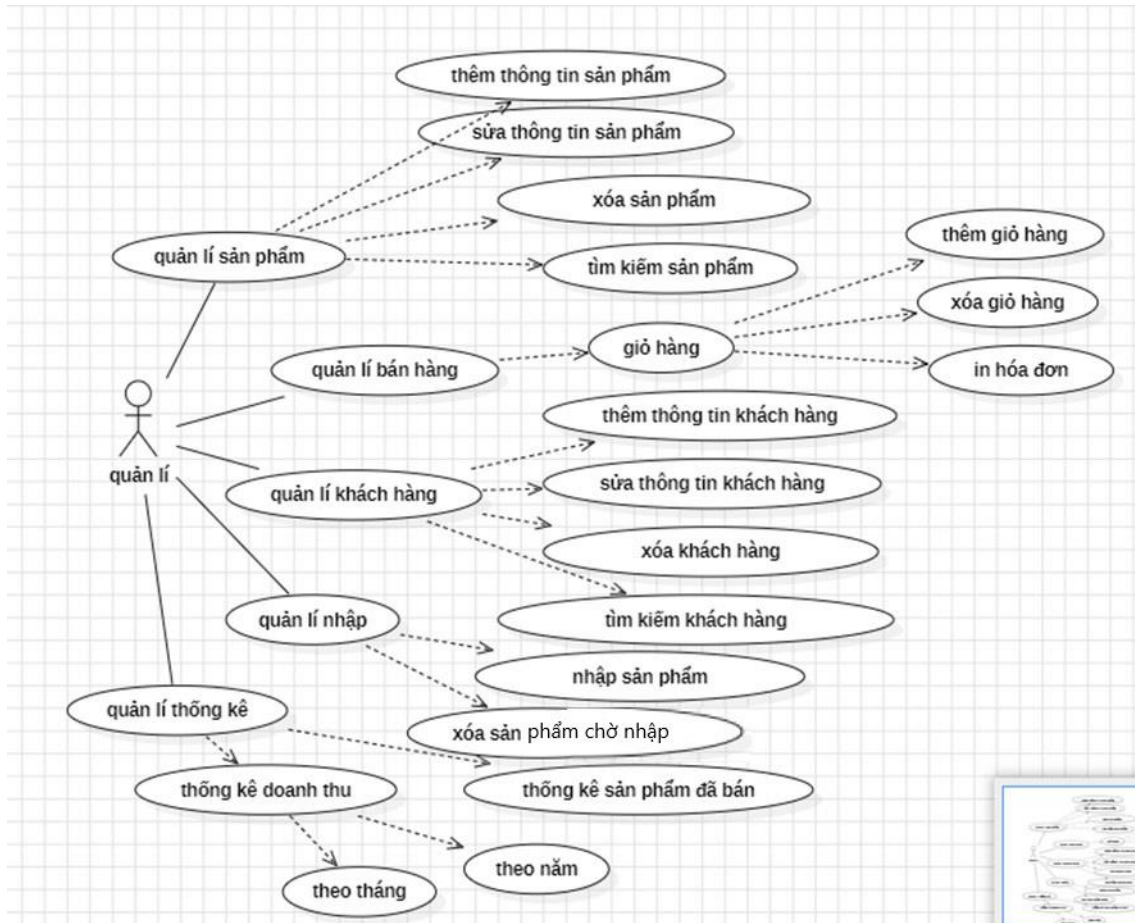 thêm thông tin sản phẩm
sửa thông tin sản phẩm
xóa sản phẩm
thêm giỏ hàng
quản lí sản phẩm
tìm kiếm sản phẩm
xóa giỏ hàng
giỏ hàng
quản lí bán hàng
in hóa đơn
thêm thông tin khách hàng
quản lí
sửa thông tin khách hàng
quản lí khách hàng
xóa khách hàng
quản lí nhập
tìm kiếm khách hàng
nhập sản phẩm
quản lí thống kê
xóa sản phẩm chờ nhập
thống kê doanh thu
thống kê sản phẩm đã bán
theo năm
theo tháng